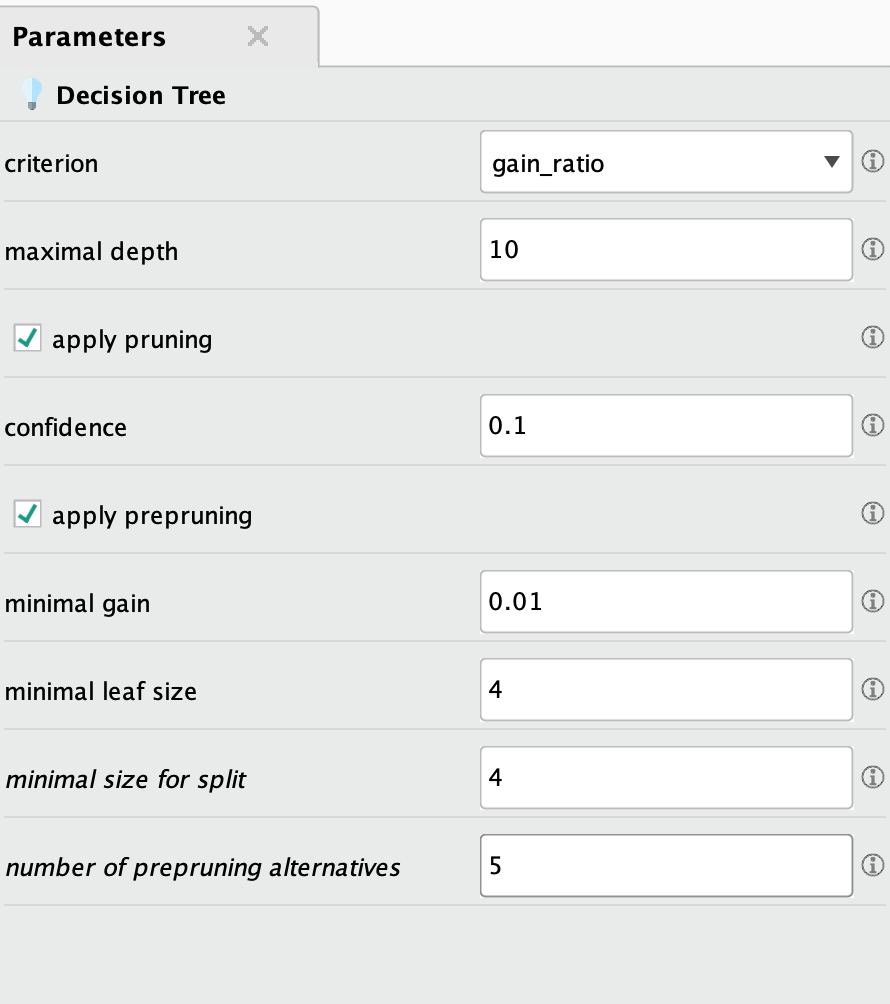 Parameters
Decision Tree
criterion gain_ratio
maximal depth 10
apply pruning
confidence 0.1
apply prepruning
minimal gain 0.01
minimal leaf size 4
minimal size for split 4
number of prepruning alternatives 5